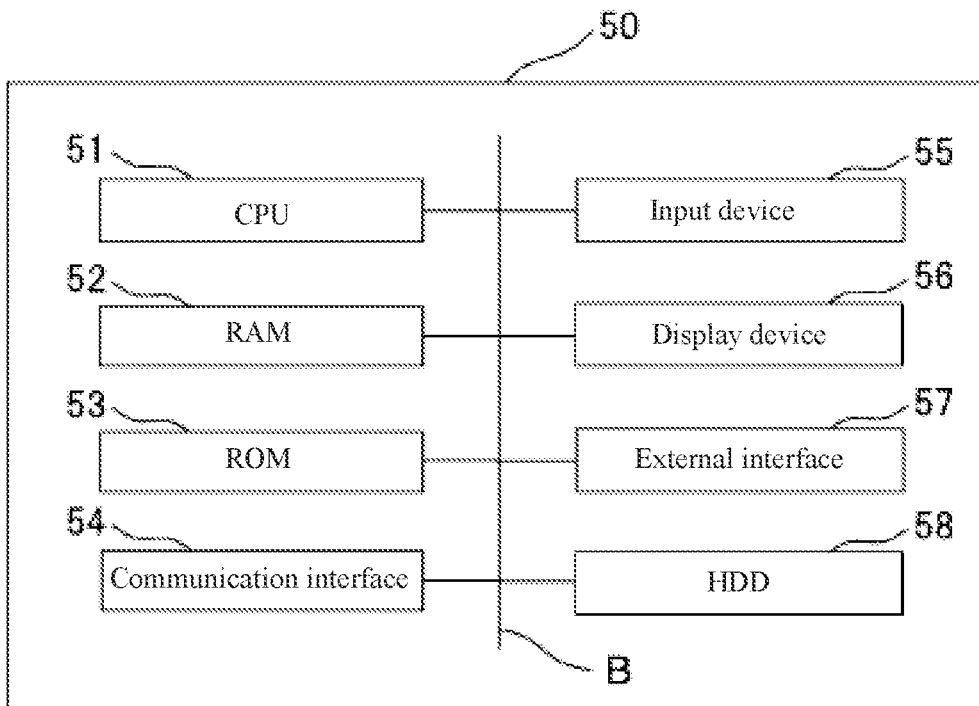 50
51
55
CPU
Input device
52
56
RAM
Display device
53
57
ROM
External interface
54
58
Communication interface
HDD
B